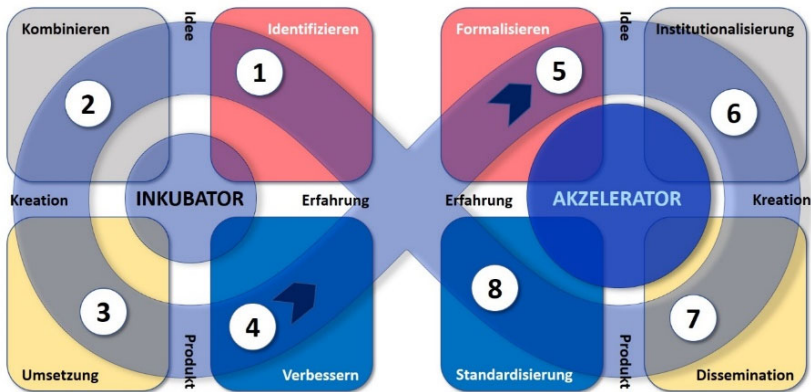 Kombinieren
Idee
Identifizieren
Formalisieren
Idee
Institutionalisierung
1
2
5
6
Kreation
INKUBATOR
Erfahrung
Erfahrung
AKZELERATOR
Kreation
3
4
8
7
Umsetzung
Produkt
Verbessern
Standardisierung
Produkt
Dissemination